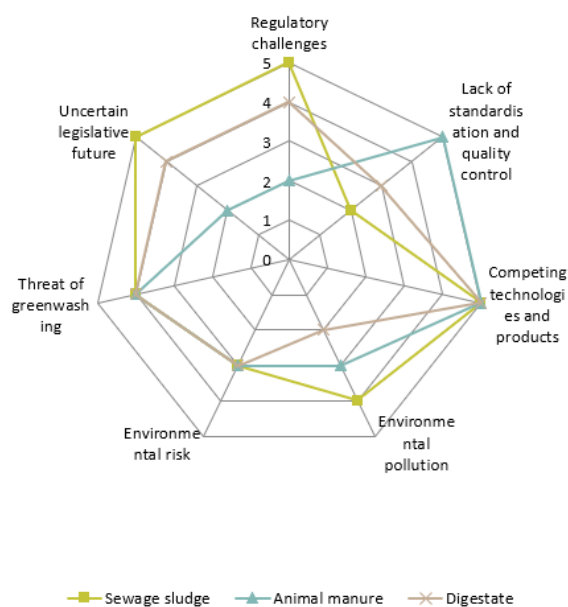 Regulatory
challenges
5
4
3
2
1
0
Lack of
standardis
ation and
quality
control
Competing
technologi
es and
products
Environme
ntal
pollution
Environme
ntal risk
Threat of
greenwash
ing
Uncertain
legislative
future
Sewage sludge
Animal manure
Digestate